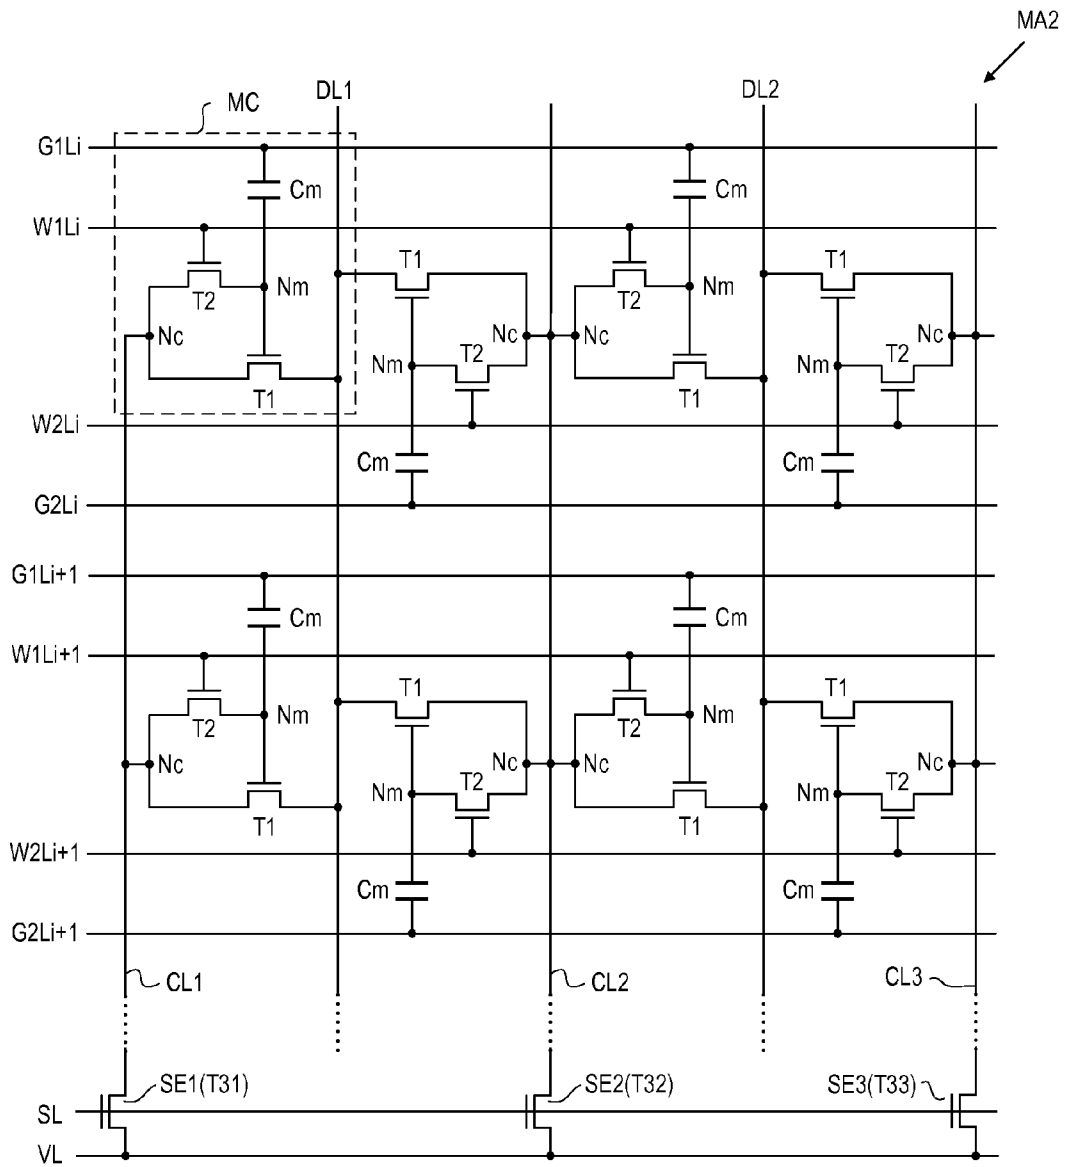 MA2
DL1 DL2
MC
G1Li
Cm Cm
W1Li
T1 T1
T2 Nm T2 Nm
Nc Nc Nc Nc
Nm T2 Nm T2
T1 T1
W2Li
Cm Cm
G2Li
G1Li+1
Cm Cm
W1Li+1
T1 T1
T2 Nm T2 Nm
Nc Nc Nc Nc
Nm T2 Nm T2
T1 T1
W2Li+1
Cm Cm
G2Li+1
CL1 CL2 CL3
SE1(T31) SE2(T32) SE3(T33)
SL
VL